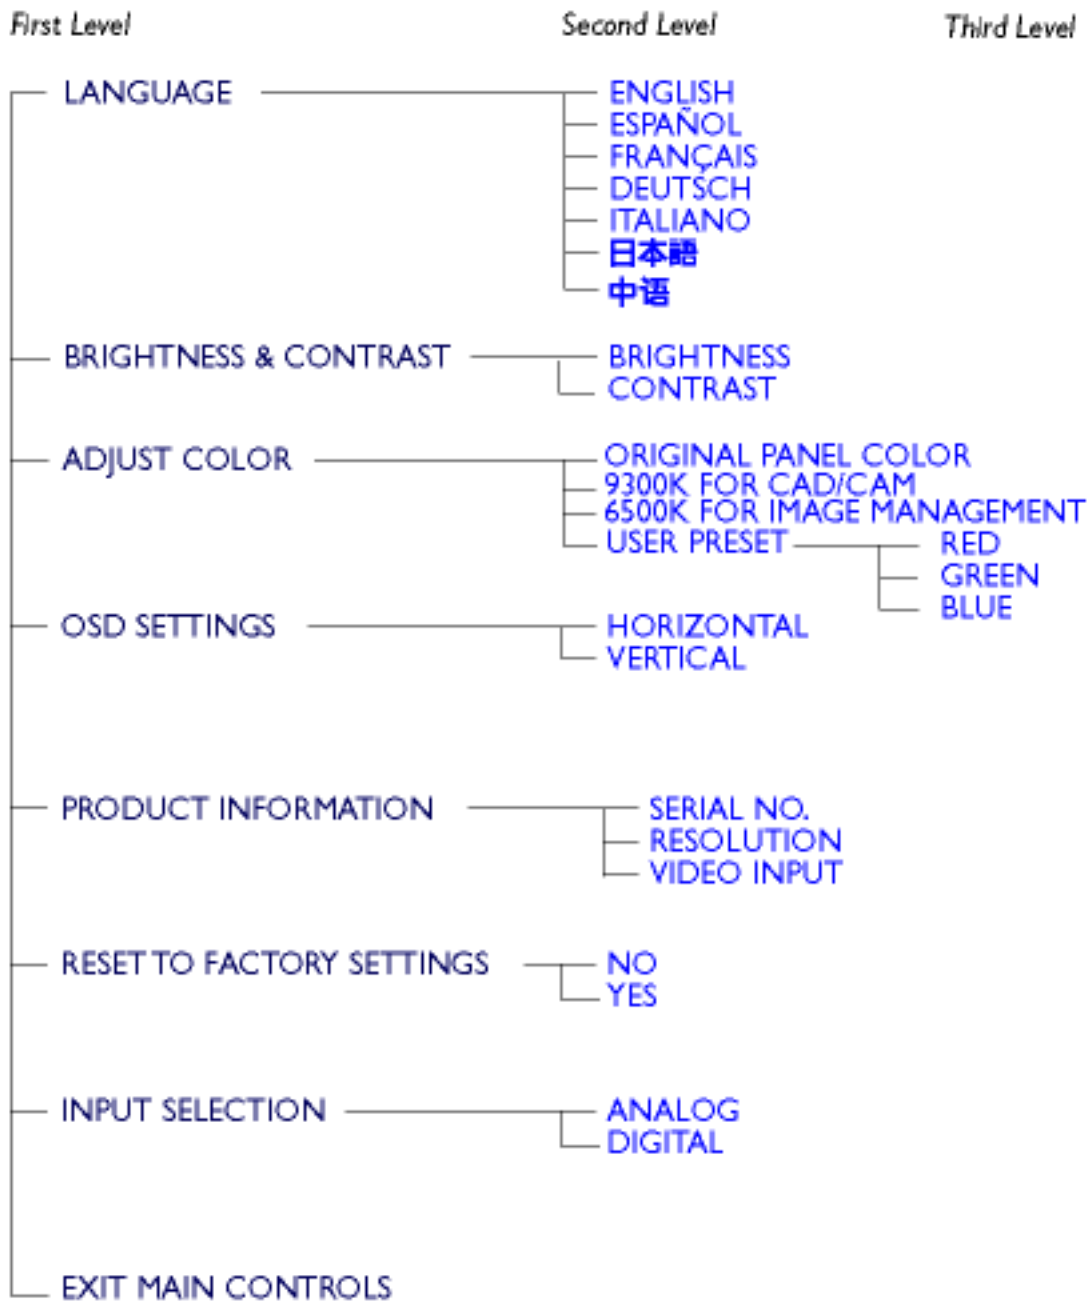 First Level Second Level Third Level
LANGUAGE ENGLISH
ESPAÑOL
FRANÇAIS
DEUTSCH
ITALIANO
日本語
中语
BRIGHTNESS & CONTRAST BRIGHTNESS
CONTRAST
ADJUST COLOR ORIGINAL PANEL COLOR
9300K FOR CAD/CAM
6500K FOR IMAGE MANAGEMENT
USER PRESET RED
GREEN
BLUE
OSD SETTINGS HORIZONTAL
VERTICAL
PRODUCT INFORMATION SERIAL NO.
RESOLUTION
VIDEO INPUT
RESET TO FACTORY SETTINGS NO
YES
INPUT SELECTION ANALOG
DIGITAL
EXIT MAIN CONTROLS